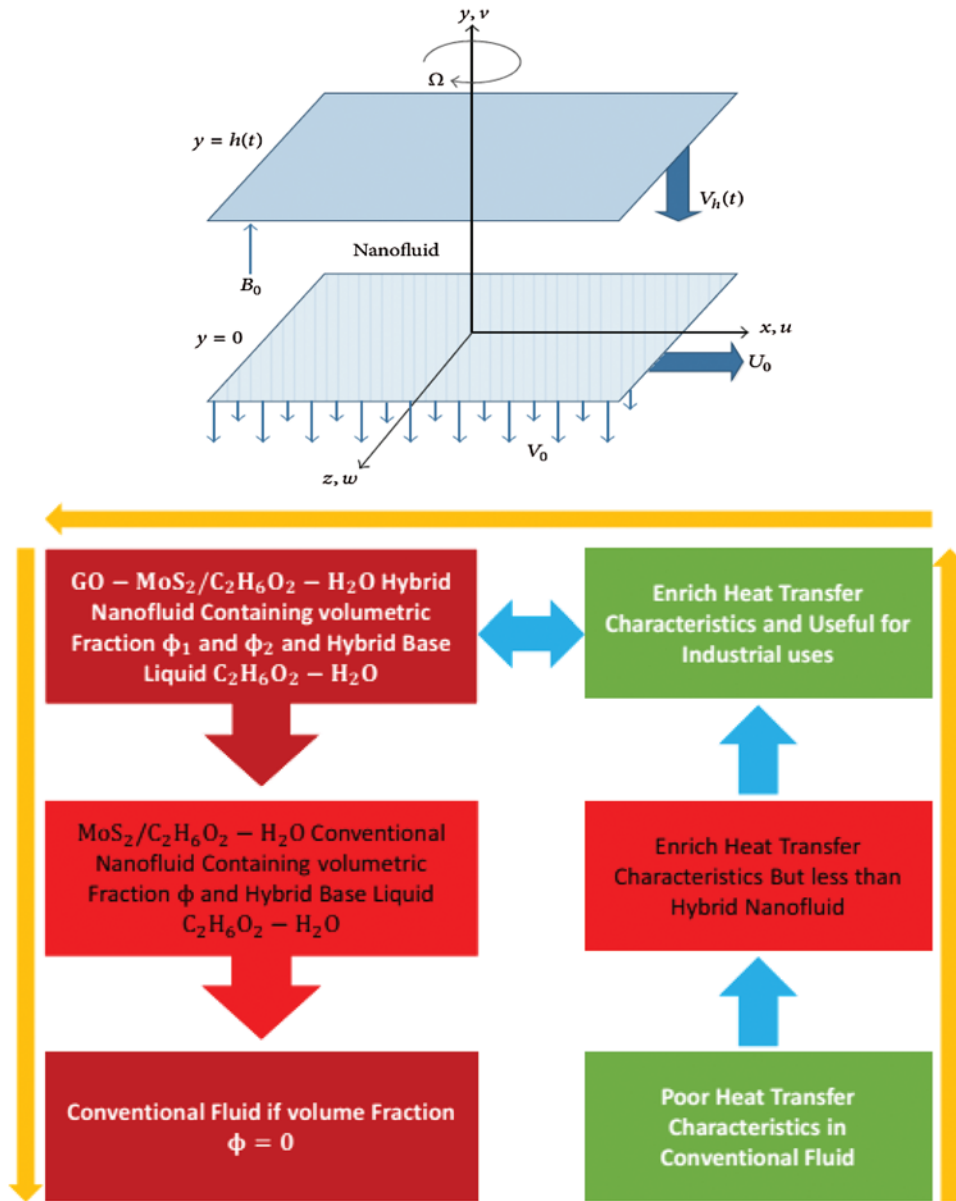 y, v
Ω
y = h(t)
V_h(t)
Nanofluid
B₀
x, u
y = 0
U₀
V₀
z, w
GO – MoS₂/C₂H₆O₂ – H₂O Hybrid
Nanofluid Containing volumetric
Fraction ϕ₁ and ϕ₂ and Hybrid Base
Liquid C₂H₆O₂ – H₂O
Enrich Heat Transfer
Characteristics and Useful for
Industrial uses
MoS₂/C₂H₆O₂ – H₂O Conventional
Nanofluid Containing volumetric
Fraction ϕ and Hybrid Base Liquid
C₂H₆O₂ – H₂O
Enrich Heat Transfer
Characteristics But less than
Hybrid Nanofluid
Conventional Fluid if volume Fraction
ϕ = 0
Poor Heat Transfer
Characteristics in
Conventional Fluid